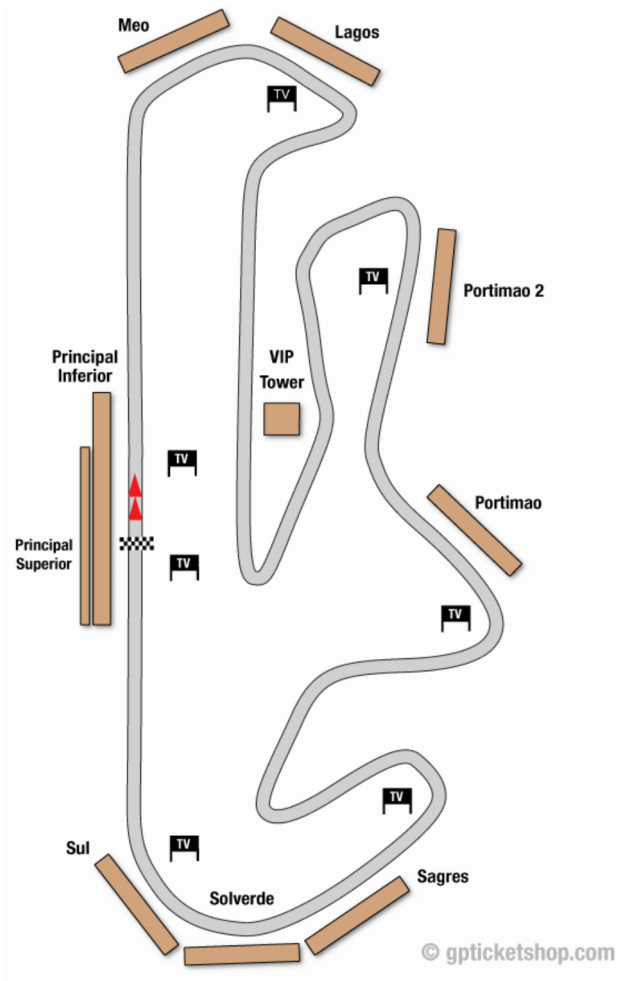 Meo
Lagos
TV
TV
Portimao 2
Principal
Inferior
VIP
Tower
TV
Portimao
Principal
Superior
TV
TV
TV
Sul
TV
Solverde
Sagres
© gpticketshop.com